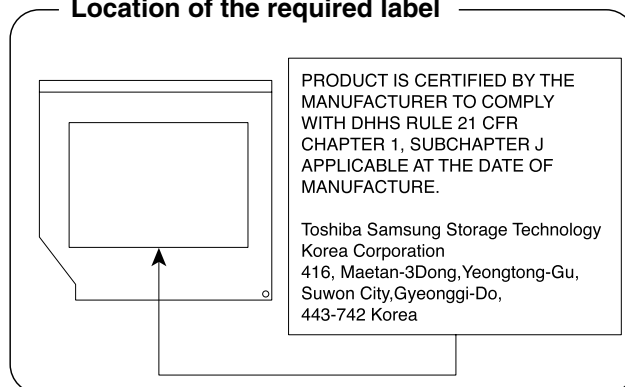 Location of the required label
PRODUCT IS CERTIFIED BY THE
MANUFACTURER TO COMPLY
WITH DHHS RULE 21 CFR
CHAPTER 1, SUBCHAPTER J
APPLICABLE AT THE DATE OF
MANUFACTURE.
Toshiba Samsung Storage Technology
Korea Corporation
416, Maetan-3Dong,Yeongtong-Gu,
Suwon City,Gyeonggi-Do,
443-742 Korea